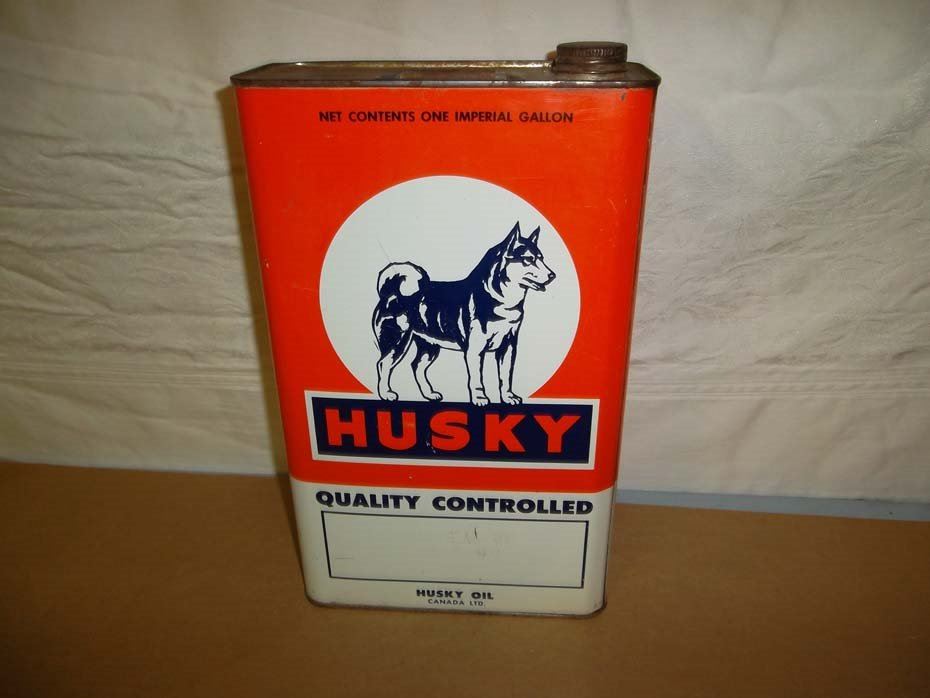 NET CONTENTS ONE IMPERIAL GALLON
HUSKY
QUALITY CONTROLLED
HUSKY OIL
CANADA LTD.